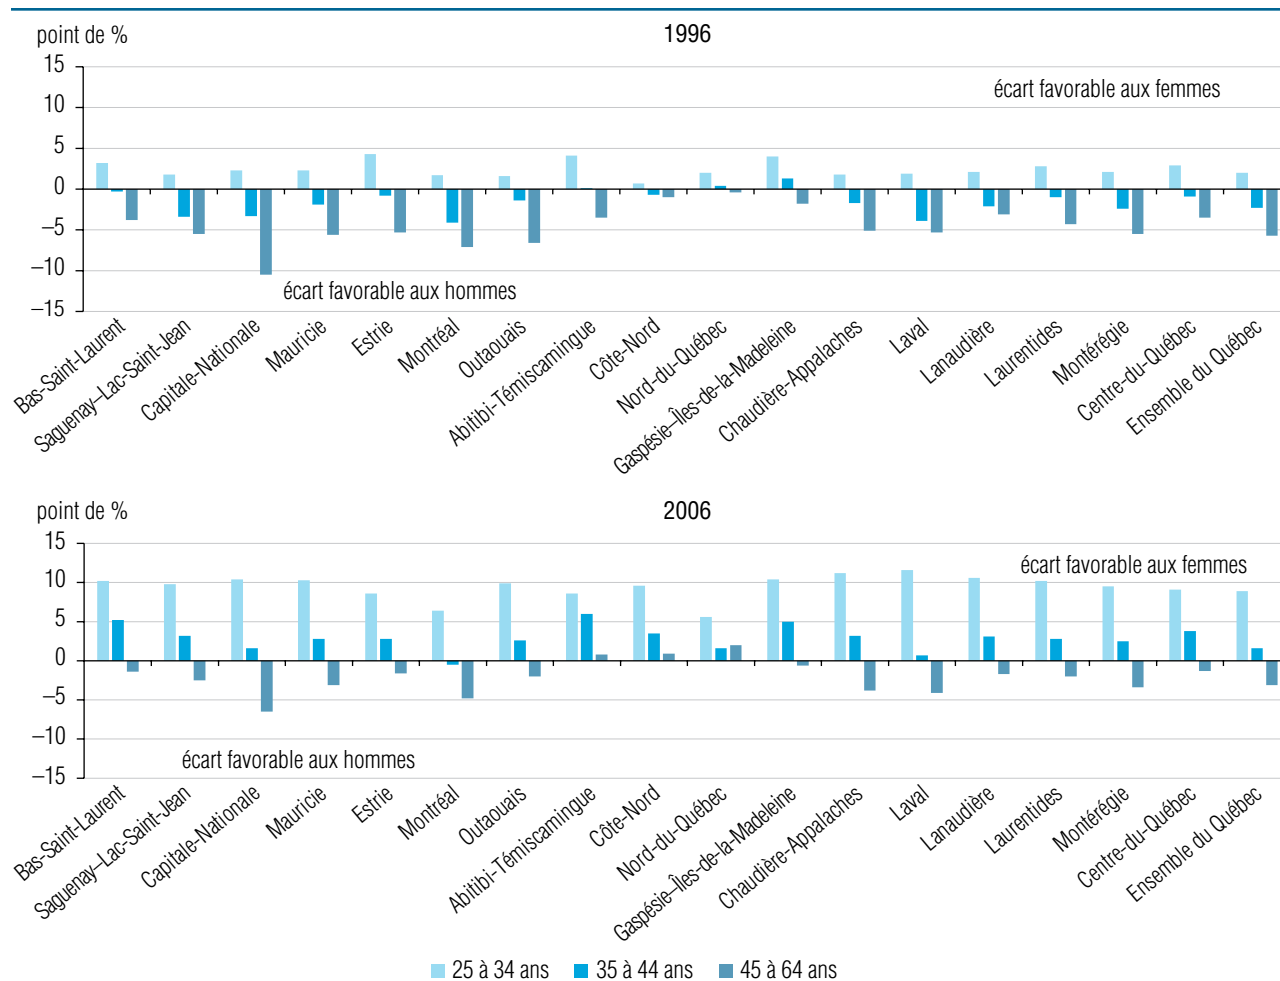 point de %
1996
15
10
5
0
–5
–10
–15
écart favorable aux femmes
écart favorable aux hommes
Bas-Saint-Laurent
Saguenay–Lac-Saint-Jean
Capitale-Nationale
Mauricie
Estrie
Montréal
Outaouais
Abitibi-Témiscamingue
Côte-Nord
Nord-du-Québec
Gaspésie–Îles-de-la-Madeleine
Chaudière-Appalaches
Laval
Lanaudière
Laurentides
Montérégie
Centre-du-Québec
Ensemble du Québec
point de %
2006
15
10
5
0
–5
–10
–15
écart favorable aux femmes
écart favorable aux hommes
Bas-Saint-Laurent
Saguenay–Lac-Saint-Jean
Capitale-Nationale
Mauricie
Estrie
Montréal
Outaouais
Abitibi-Témiscamingue
Côte-Nord
Nord-du-Québec
Gaspésie–Îles-de-la-Madeleine
Chaudière-Appalaches
Laval
Lanaudière
Laurentides
Montérégie
Centre-du-Québec
Ensemble du Québec
25 à 34 ans 35 à 44 ans 45 à 64 ans